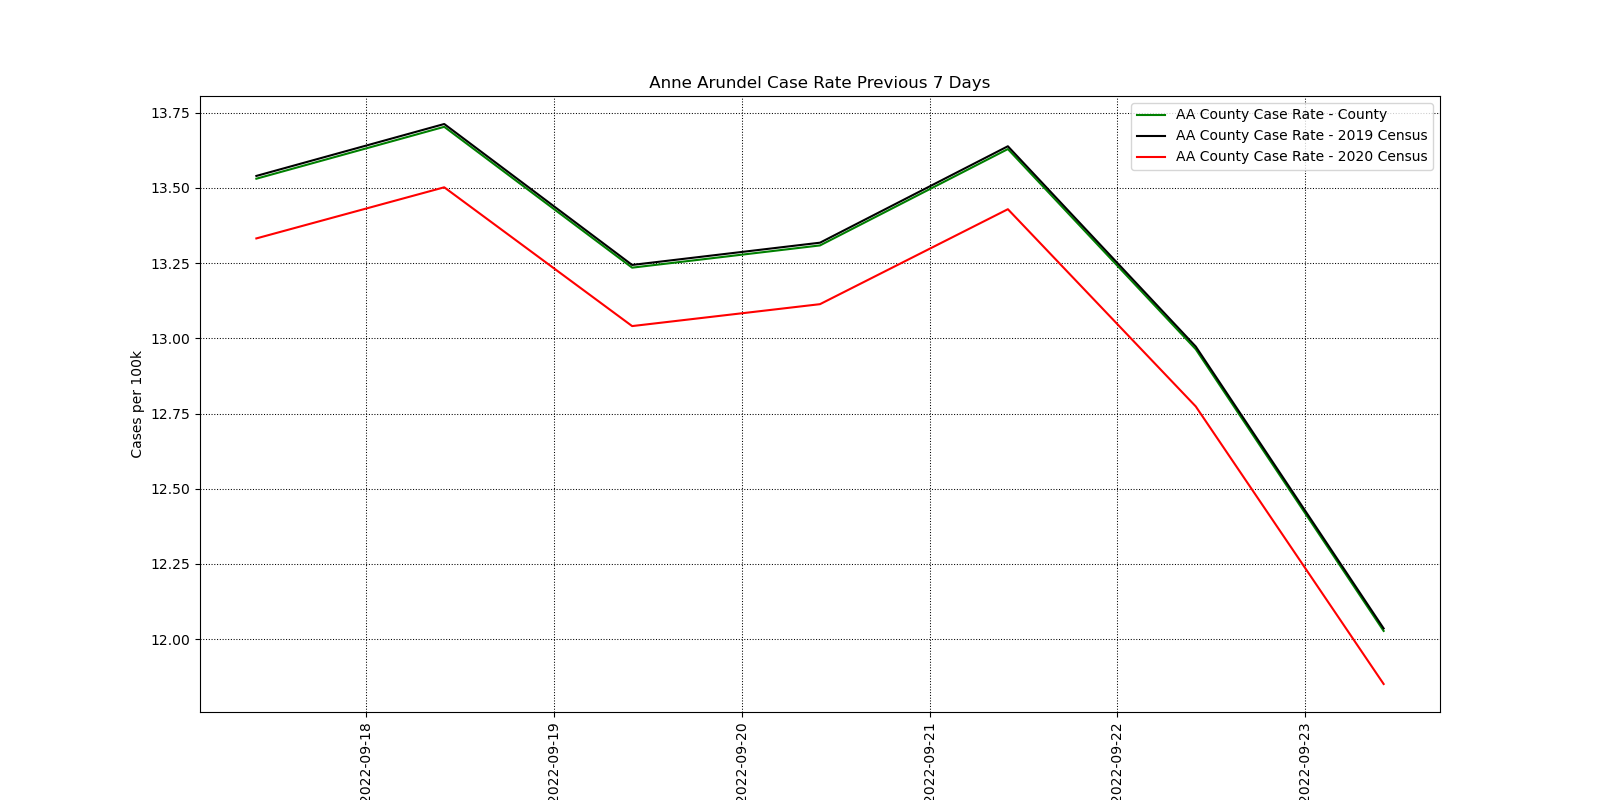 Anne Arundel Case Rate Previous 7 Days
AA County Case Rate - County
AA County Case Rate - 2019 Census
AA County Case Rate - 2020 Census
Cases per 100k
13.75
13.50
13.25
13.00
12.75
12.50
12.25
12.00
2022-09-18
2022-09-19
2022-09-20
2022-09-21
2022-09-22
2022-09-23